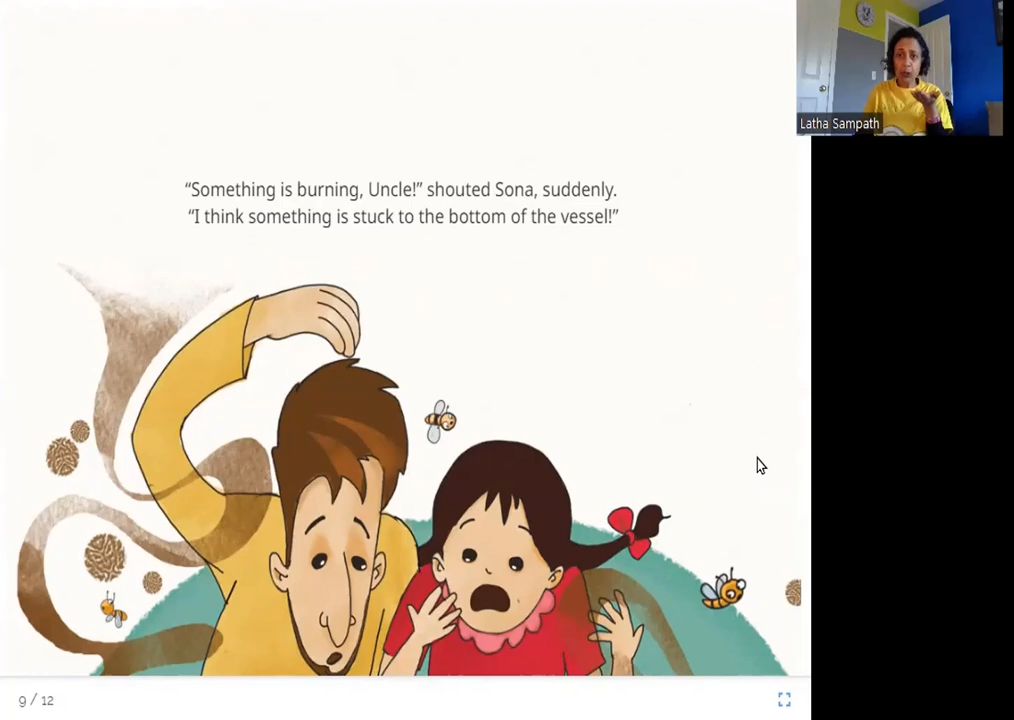 Latha Sampath
“Something is burning, Uncle!” shouted Sona, suddenly.
“I think something is stuck to the bottom of the vessel!”
9 / 12